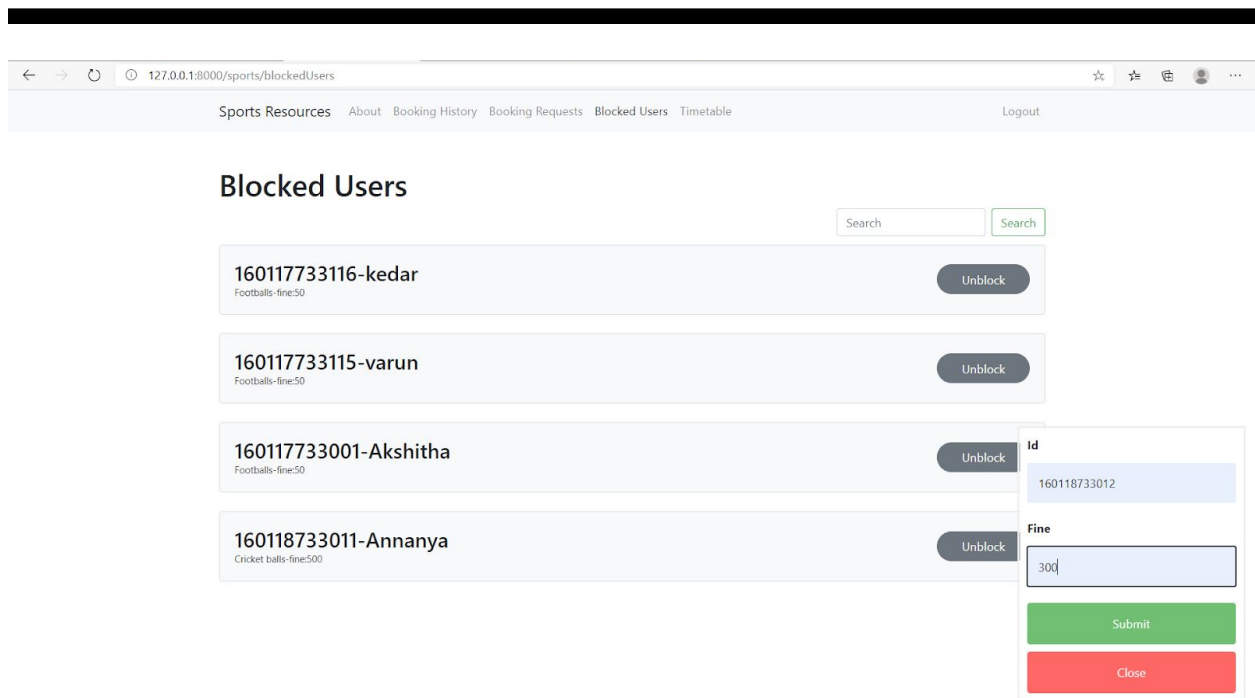 127.0.0.1:8000/sports/blockedUsers
Sports Resources About Booking History Booking Requests Blocked Users Timetable Logout
Blocked Users
Search Search
160117733116-kedar
Footballs-fine:50
Unblock
160117733115-varun
Footballs-fine:50
Unblock
160117733001-Akshitha
Footballs-fine:50
Unblock
160118733011-Annanya
Cricket balls-fine:500
Unblock
Id
160118733012
Fine
300
Submit
Close